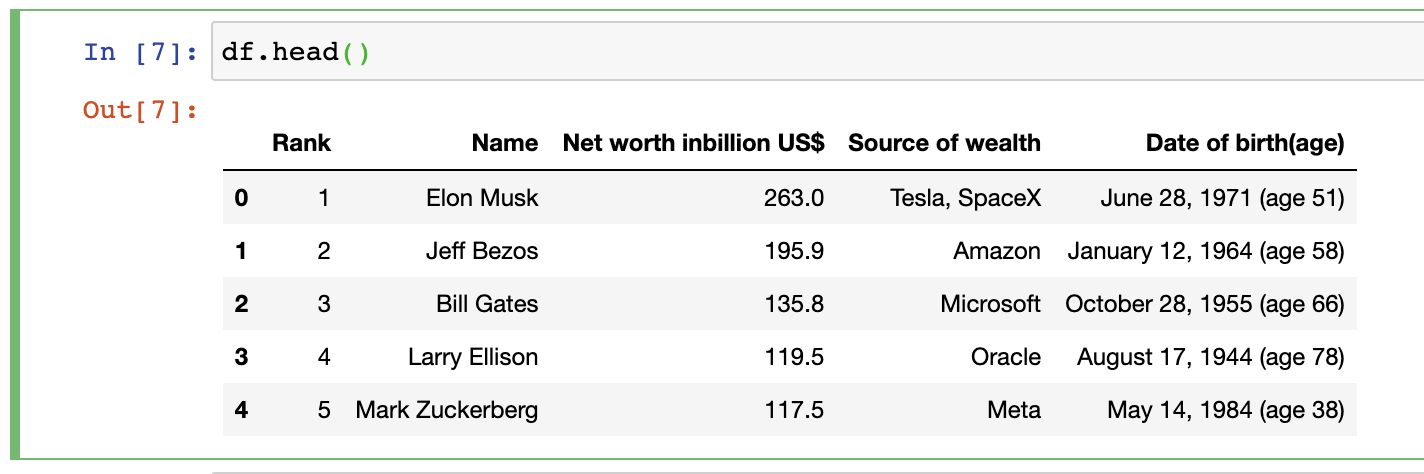 In [7]: df.head()
Out[7]:
Rank Name Net worth inbillion US$ Source of wealth Date of birth(age)
0 1 Elon Musk 263.0 Tesla, SpaceX June 28, 1971 (age 51)
1 2 Jeff Bezos 195.9 Amazon January 12, 1964 (age 58)
2 3 Bill Gates 135.8 Microsoft October 28, 1955 (age 66)
3 4 Larry Ellison 119.5 Oracle August 17, 1944 (age 78)
4 5 Mark Zuckerberg 117.5 Meta May 14, 1984 (age 38)